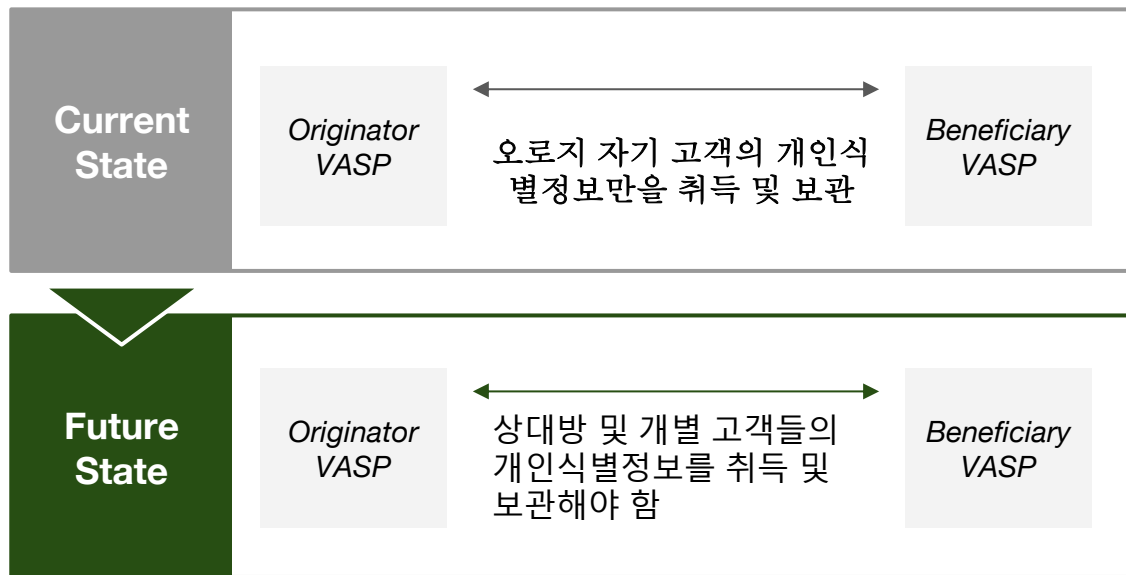 Current
State
Originator
VASP
오로지 자기 고객의 개인식
별정보만을 취득 및 보관
Beneficiary
VASP
Future
State
Originator
VASP
상대방 및 개별 고객들의
개인식별정보를 취득 및
보관해야 함
Beneficiary
VASP